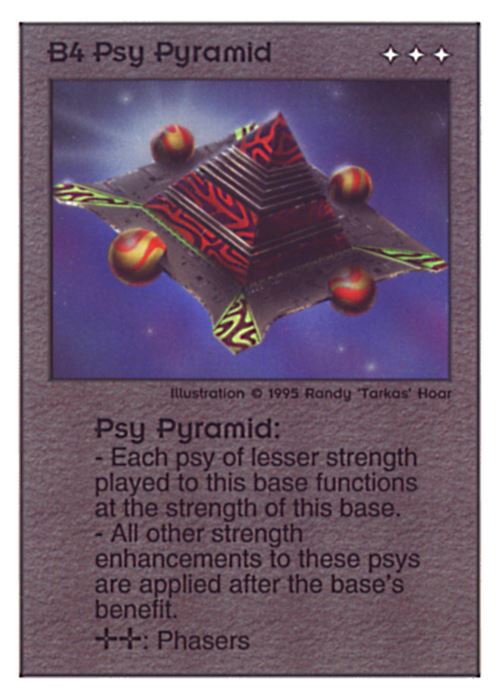 B4 Psy Pyramid
Illustration © 1995 Randy 'Tarkas' Hoar
Psy Pyramid:
- Each psy of lesser strength
played to this base functions
at the strength of this base.
- All other strength
enhancements to these psys
are applied after the base's
benefit.
✢✢: Phasers